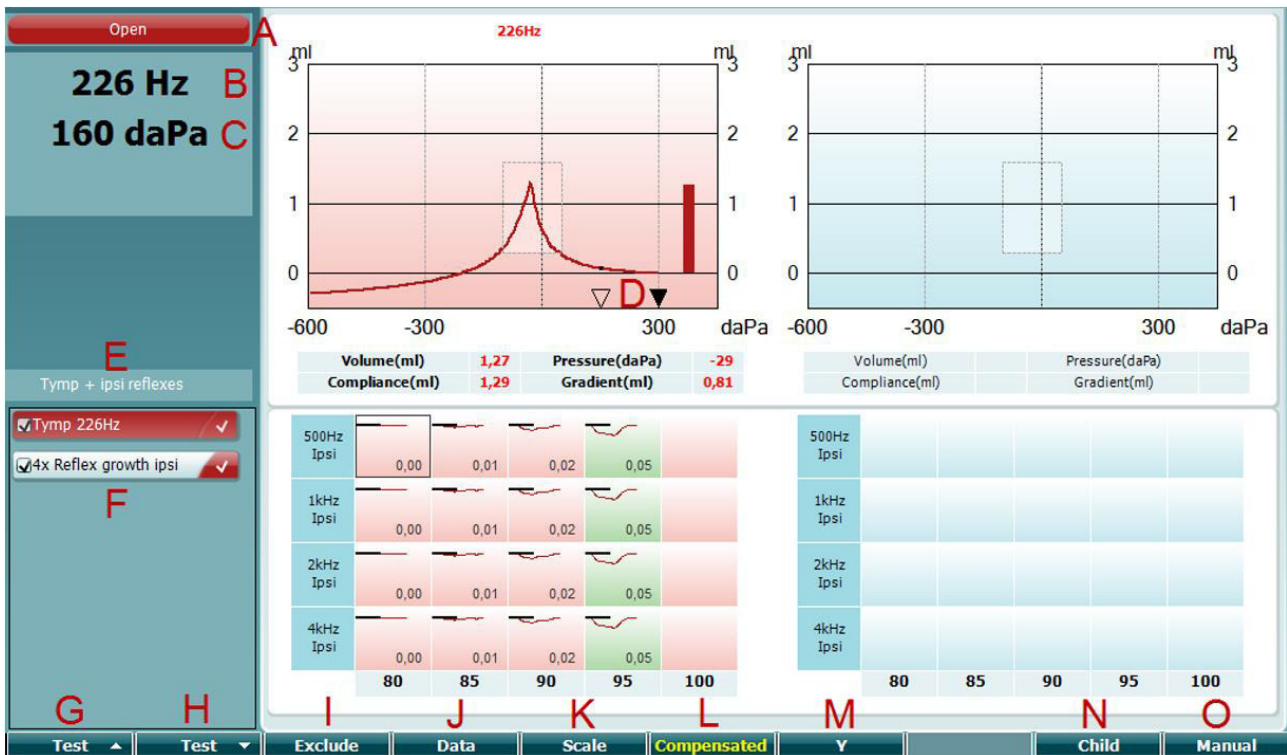 Open A
226 Hz B
160 daPa C
E
Tymp + ipsi reflexes
Tymp 226Hz
4x Reflex growth ipsi
F
G H
226Hz
ml ml
3 3
2 2
1 1
0 0
D
-600 -300 300 daPa
Volume(ml) 1,27 Pressure(daPa) -29
Compliance(ml) 1,29 Gradient(ml) 0,81
ml ml
3 3
2 2
1 1
0 0
-600 -300 300 daPa
Volume(ml) Pressure(daPa)
Compliance(ml) Gradient(ml)
500Hz
Ipsi
0,00 0,01 0,02 0,05
1kHz
Ipsi
0,00 0,01 0,02 0,05
2kHz
Ipsi
0,00 0,01 0,02 0,05
4kHz
Ipsi
0,00 0,01 0,02 0,05
80 85 90 95 100
500Hz
Ipsi
1kHz
Ipsi
2kHz
Ipsi
4kHz
Ipsi
80 85 90 95 100
I J K L M N O
Test Test Exclude Data Scale Compensated Y Child Manual